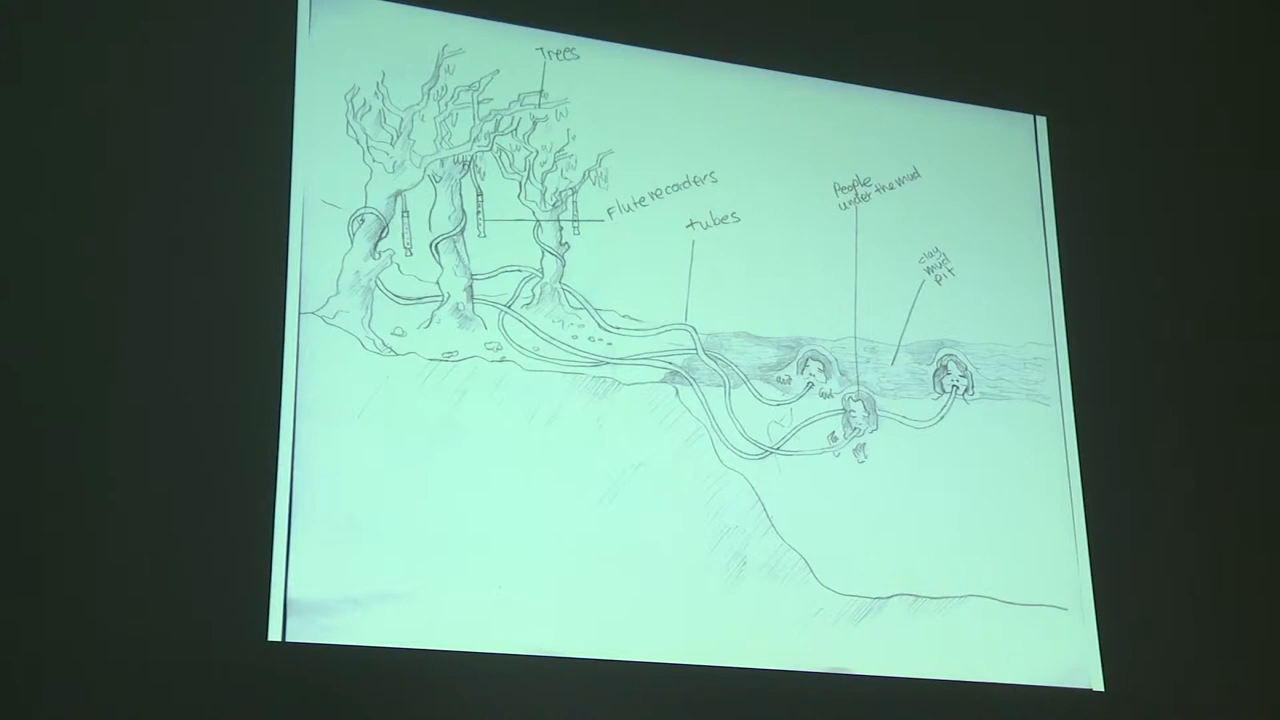 Trees
Flute recorders
tubes
People
under the mud
clay
mud
pit